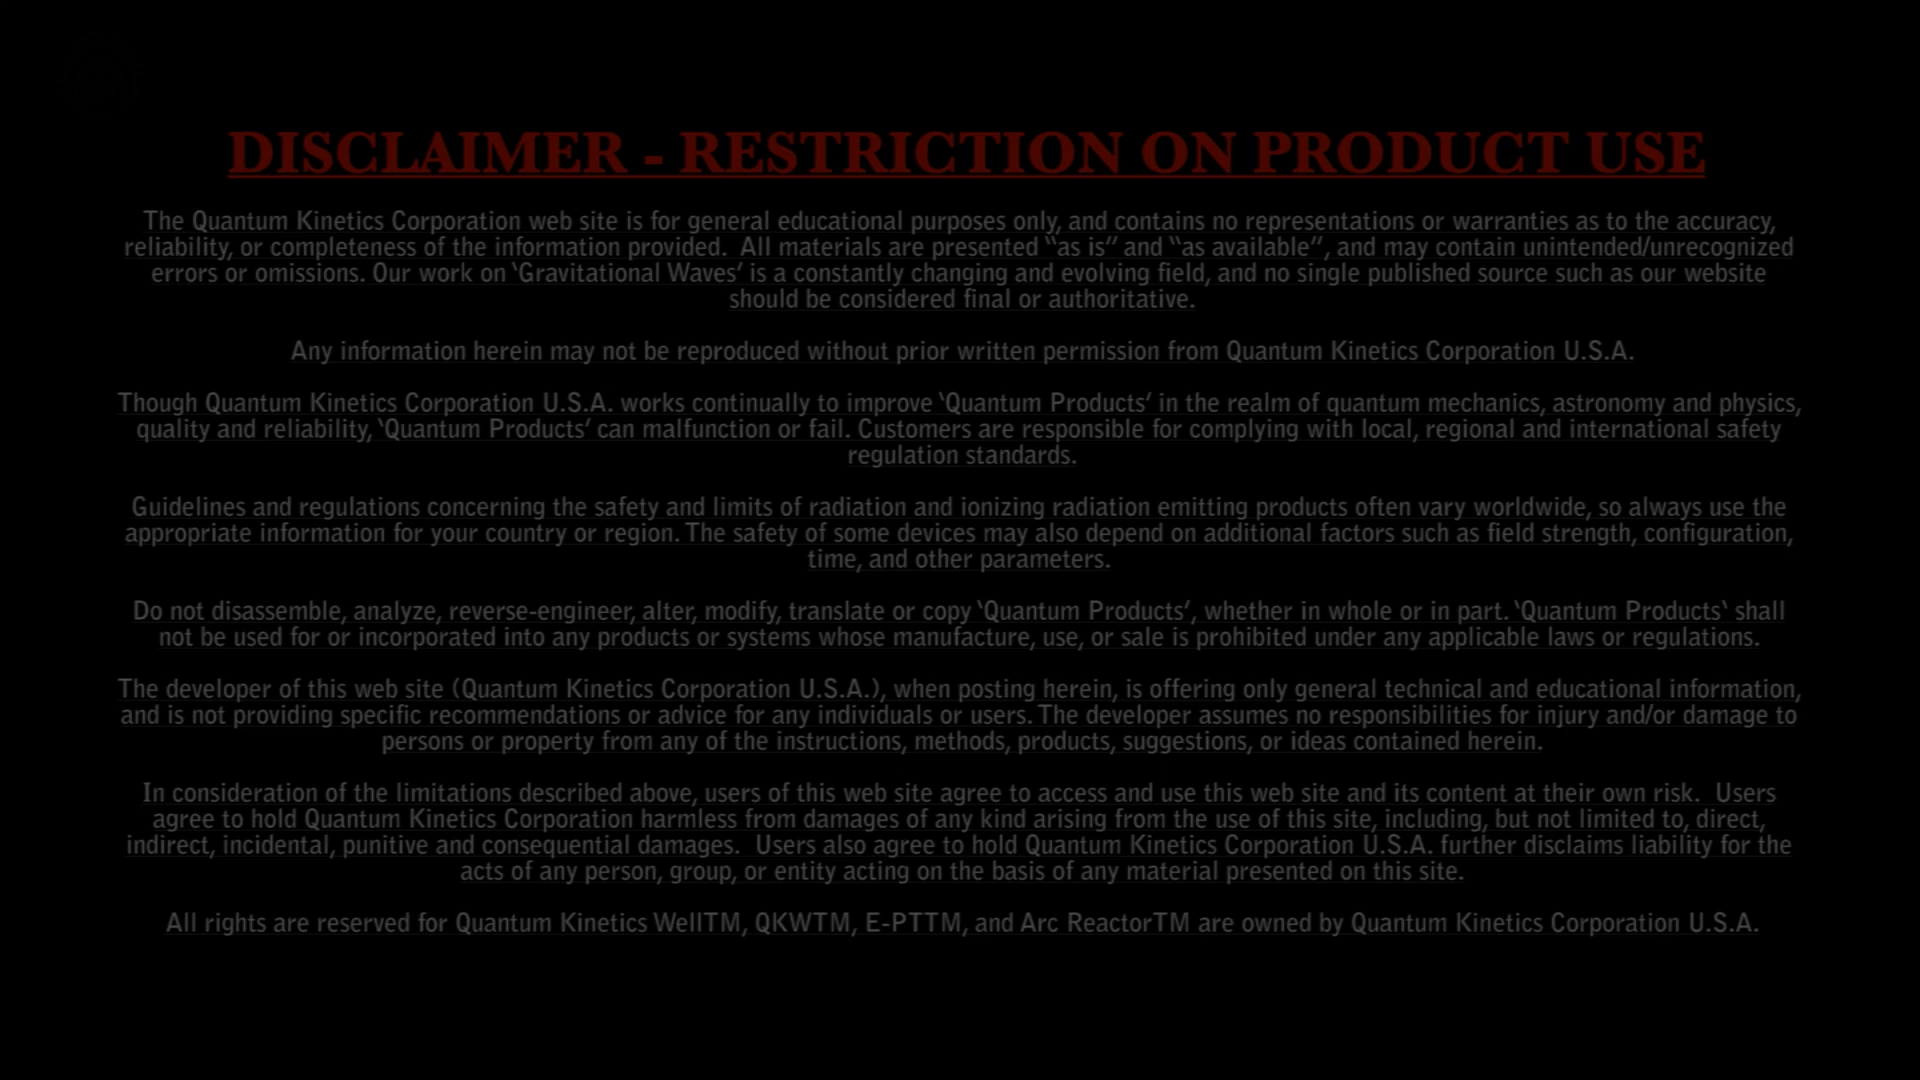 DISCLAIMER - RESTRICTION ON PRODUCT USE
The Quantum Kinetics Corporation web site is for general educational purposes only, and contains no representations or warranties as to the accuracy,
reliability, or completeness of the information provided.  All materials are presented “as is” and “as available”, and may contain unintended/unrecognized
errors or omissions. Our work on ‘Gravitational Waves’ is a constantly changing and evolving field, and no single published source such as our website
should be considered final or authoritative.
Any information herein may not be reproduced without prior written permission from Quantum Kinetics Corporation U.S.A.
Though Quantum Kinetics Corporation U.S.A. works continually to improve ‘Quantum Products’ in the realm of quantum mechanics, astronomy and physics,
quality and reliability, ‘Quantum Products’ can malfunction or fail. Customers are responsible for complying with local, regional and international safety
regulation standards.
Guidelines and regulations concerning the safety and limits of radiation and ionizing radiation emitting products often vary worldwide, so always use the
appropriate information for your country or region. The safety of some devices may also depend on additional factors such as field strength, configuration,
time, and other parameters.
Do not disassemble, analyze, reverse-engineer, alter, modify, translate or copy ‘Quantum Products’, whether in whole or in part. ‘Quantum Products‘ shall
not be used for or incorporated into any products or systems whose manufacture, use, or sale is prohibited under any applicable laws or regulations.
The developer of this web site (Quantum Kinetics Corporation U.S.A.), when posting herein, is offering only general technical and educational information,
and is not providing specific recommendations or advice for any individuals or users. The developer assumes no responsibilities for injury and/or damage to
persons or property from any of the instructions, methods, products, suggestions, or ideas contained herein.
In consideration of the limitations described above, users of this web site agree to access and use this web site and its content at their own risk.  Users
agree to hold Quantum Kinetics Corporation harmless from damages of any kind arising from the use of this site, including, but not limited to, direct,
indirect, incidental, punitive and consequential damages.  Users also agree to hold Quantum Kinetics Corporation U.S.A. further disclaims liability for the
acts of any person, group, or entity acting on the basis of any material presented on this site.
All rights are reserved for Quantum Kinetics WellTM, QKWTM, E-PTTM, and Arc ReactorTM are owned by Quantum Kinetics Corporation U.S.A.